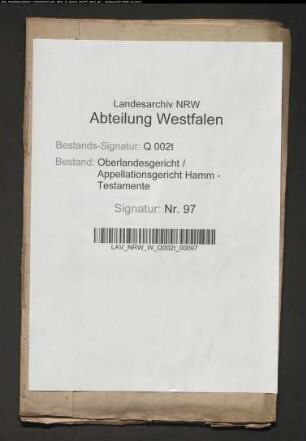 Landesarchiv NRW
Abteilung Westfalen
Bestands-Signatur: Q 002t
Bestand: Oberlandesgericht /
Appellationsgericht Hamm -
Testamente
Signatur: Nr. 97
LAV_NRW_W_Q002t_00097